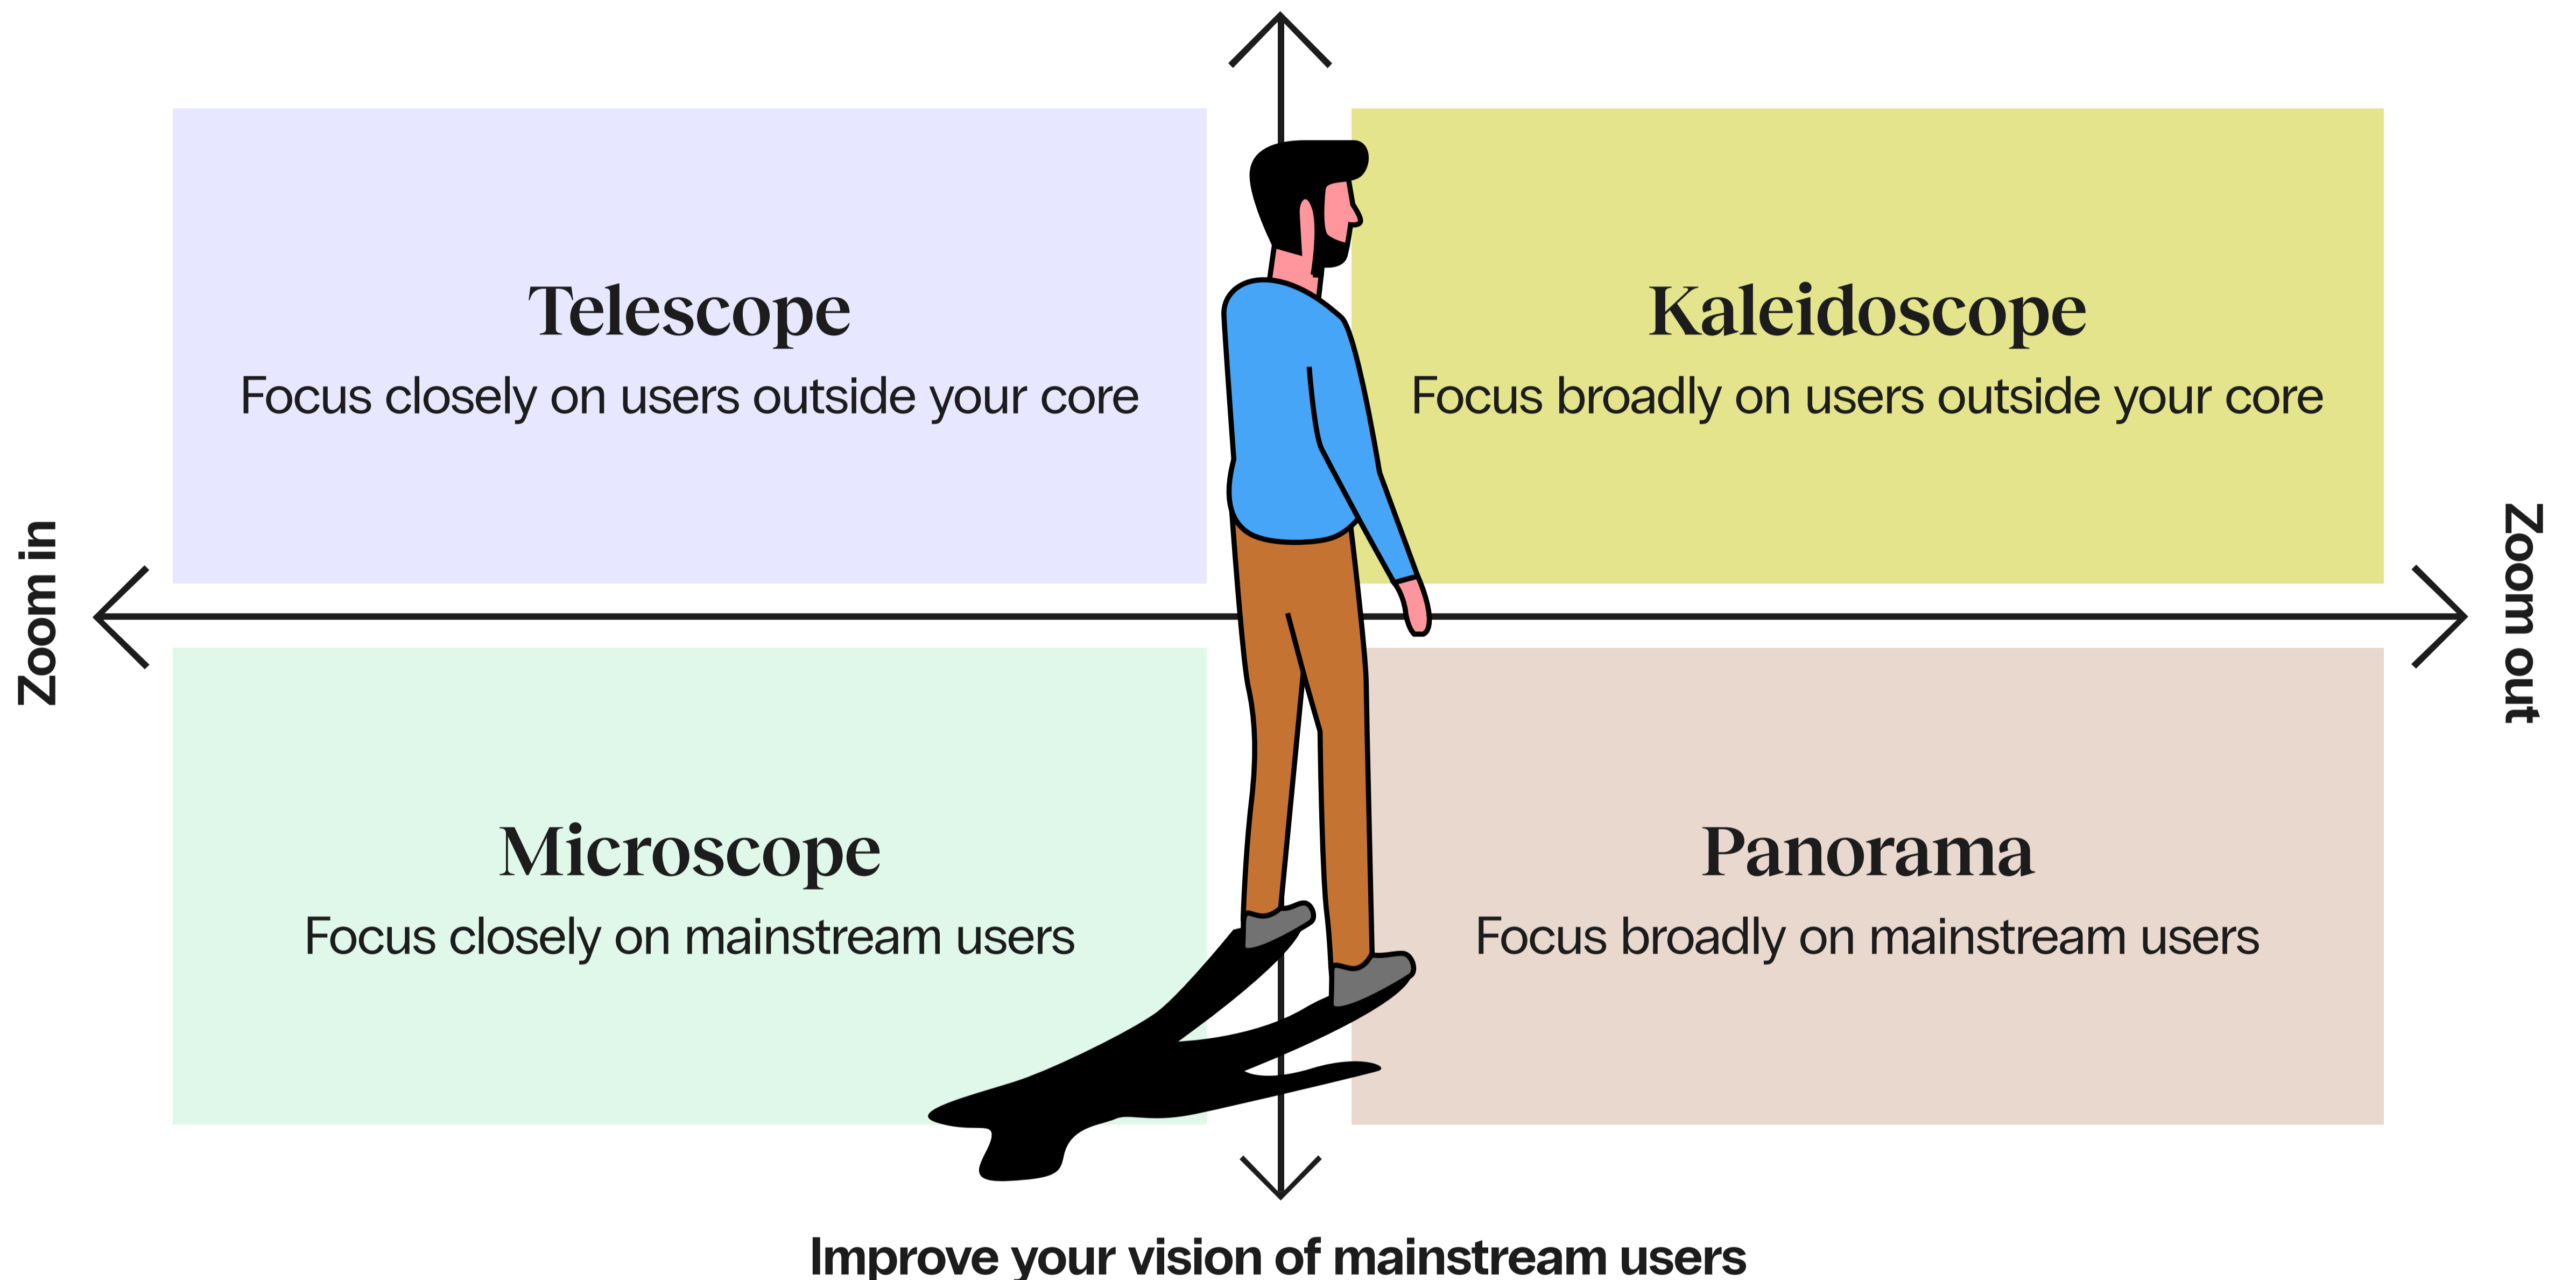 Telescope
Focus closely on users outside your core
Kaleidoscope
Focus broadly on users outside your core
Zoom in
Zoom out
Microscope
Focus closely on mainstream users
Panorama
Focus broadly on mainstream users
Improve your vision of mainstream users